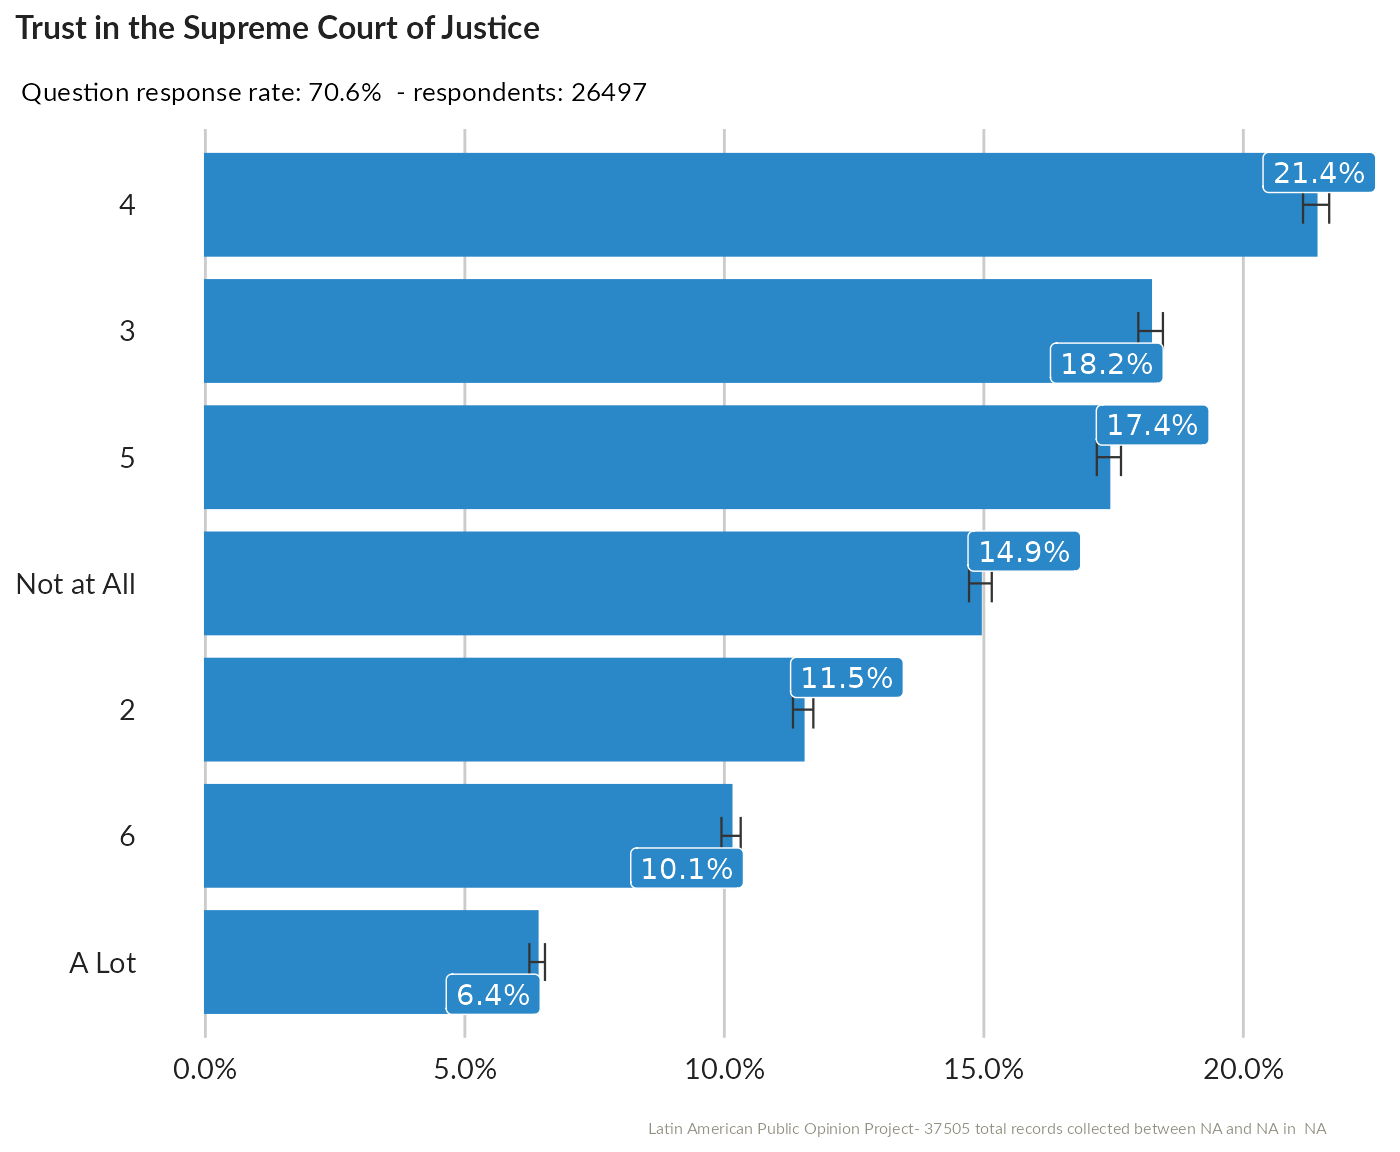 Trust in the Supreme Court of Justice
Question response rate: 70.6%  - respondents: 26497
4
21.4%
3
18.2%
5
17.4%
Not at All
14.9%
2
11.5%
6
10.1%
A Lot
6.4%
0.0% 5.0% 10.0% 15.0% 20.0%
Latin American Public Opinion Project- 37505 total records collected between NA and NA in  NA